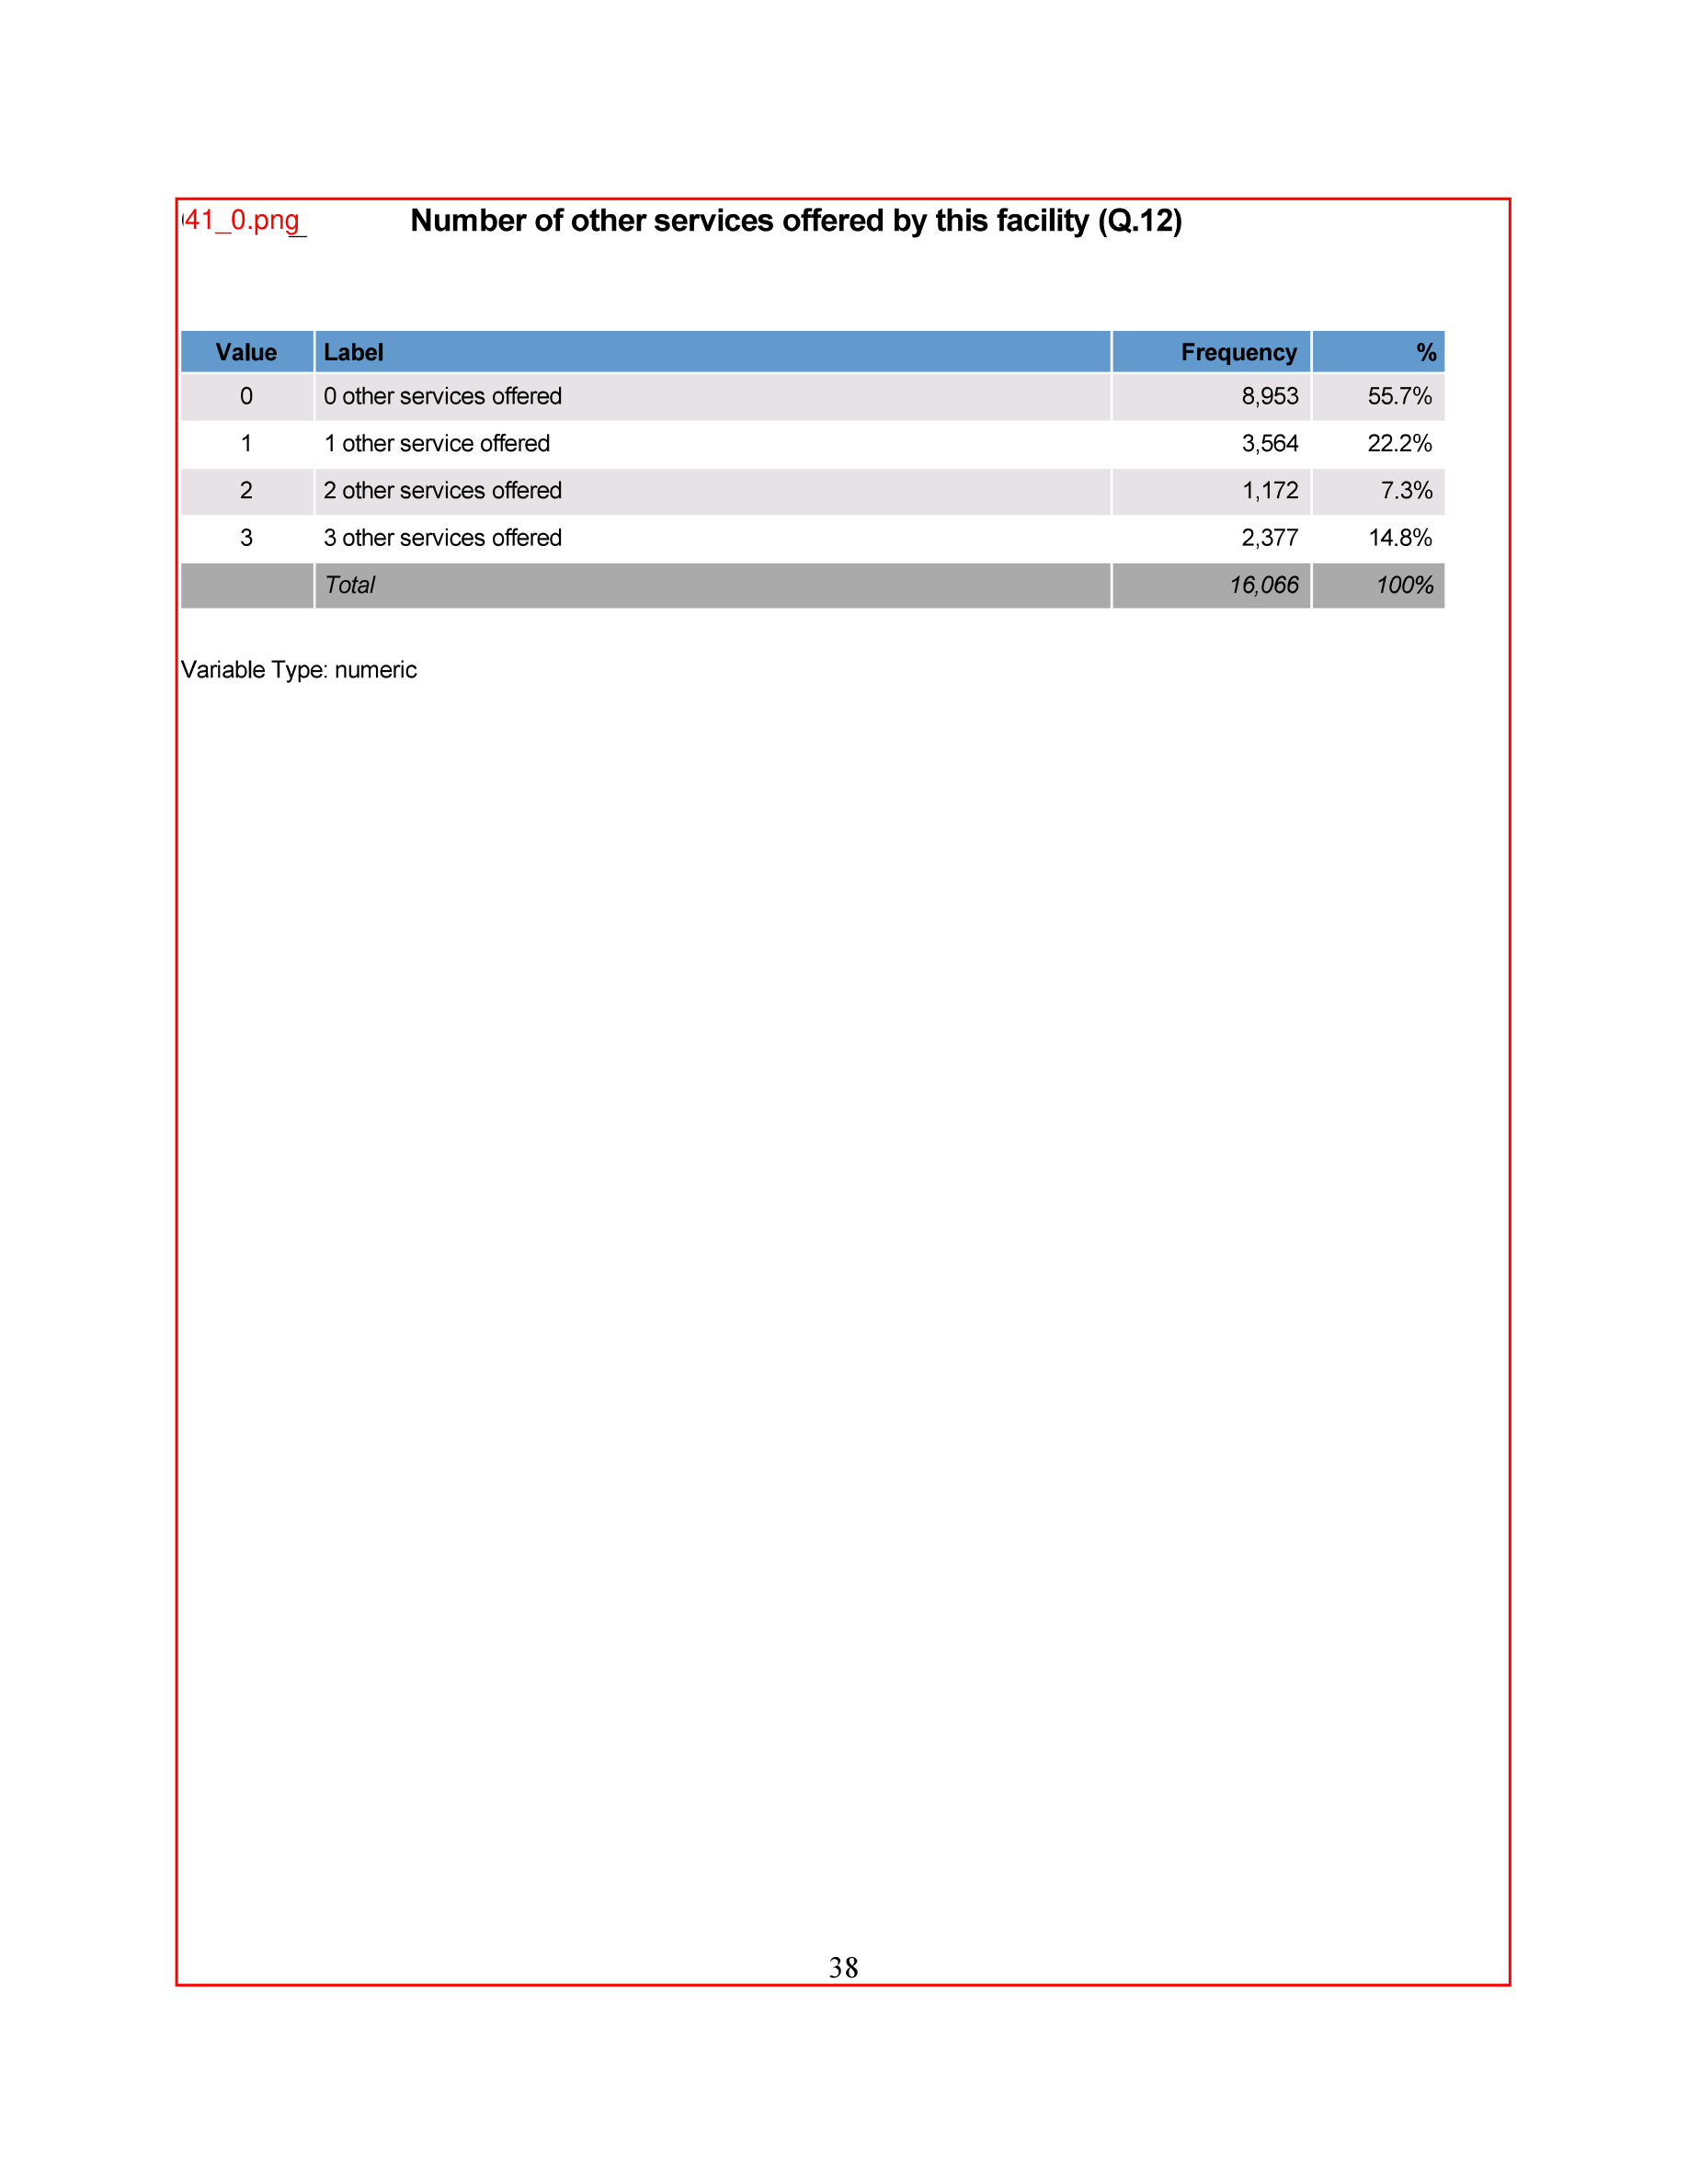 41_0.png
Number of other services offered by this facility (Q.12)
Value Label Frequency %
0 0 other services offered 8,953 55.7%
1 1 other service offered 3,564 22.2%
2 2 other services offered 1,172 7.3%
3 3 other services offered 2,377 14.8%
Total 16,066 100%
Variable Type: numeric
38